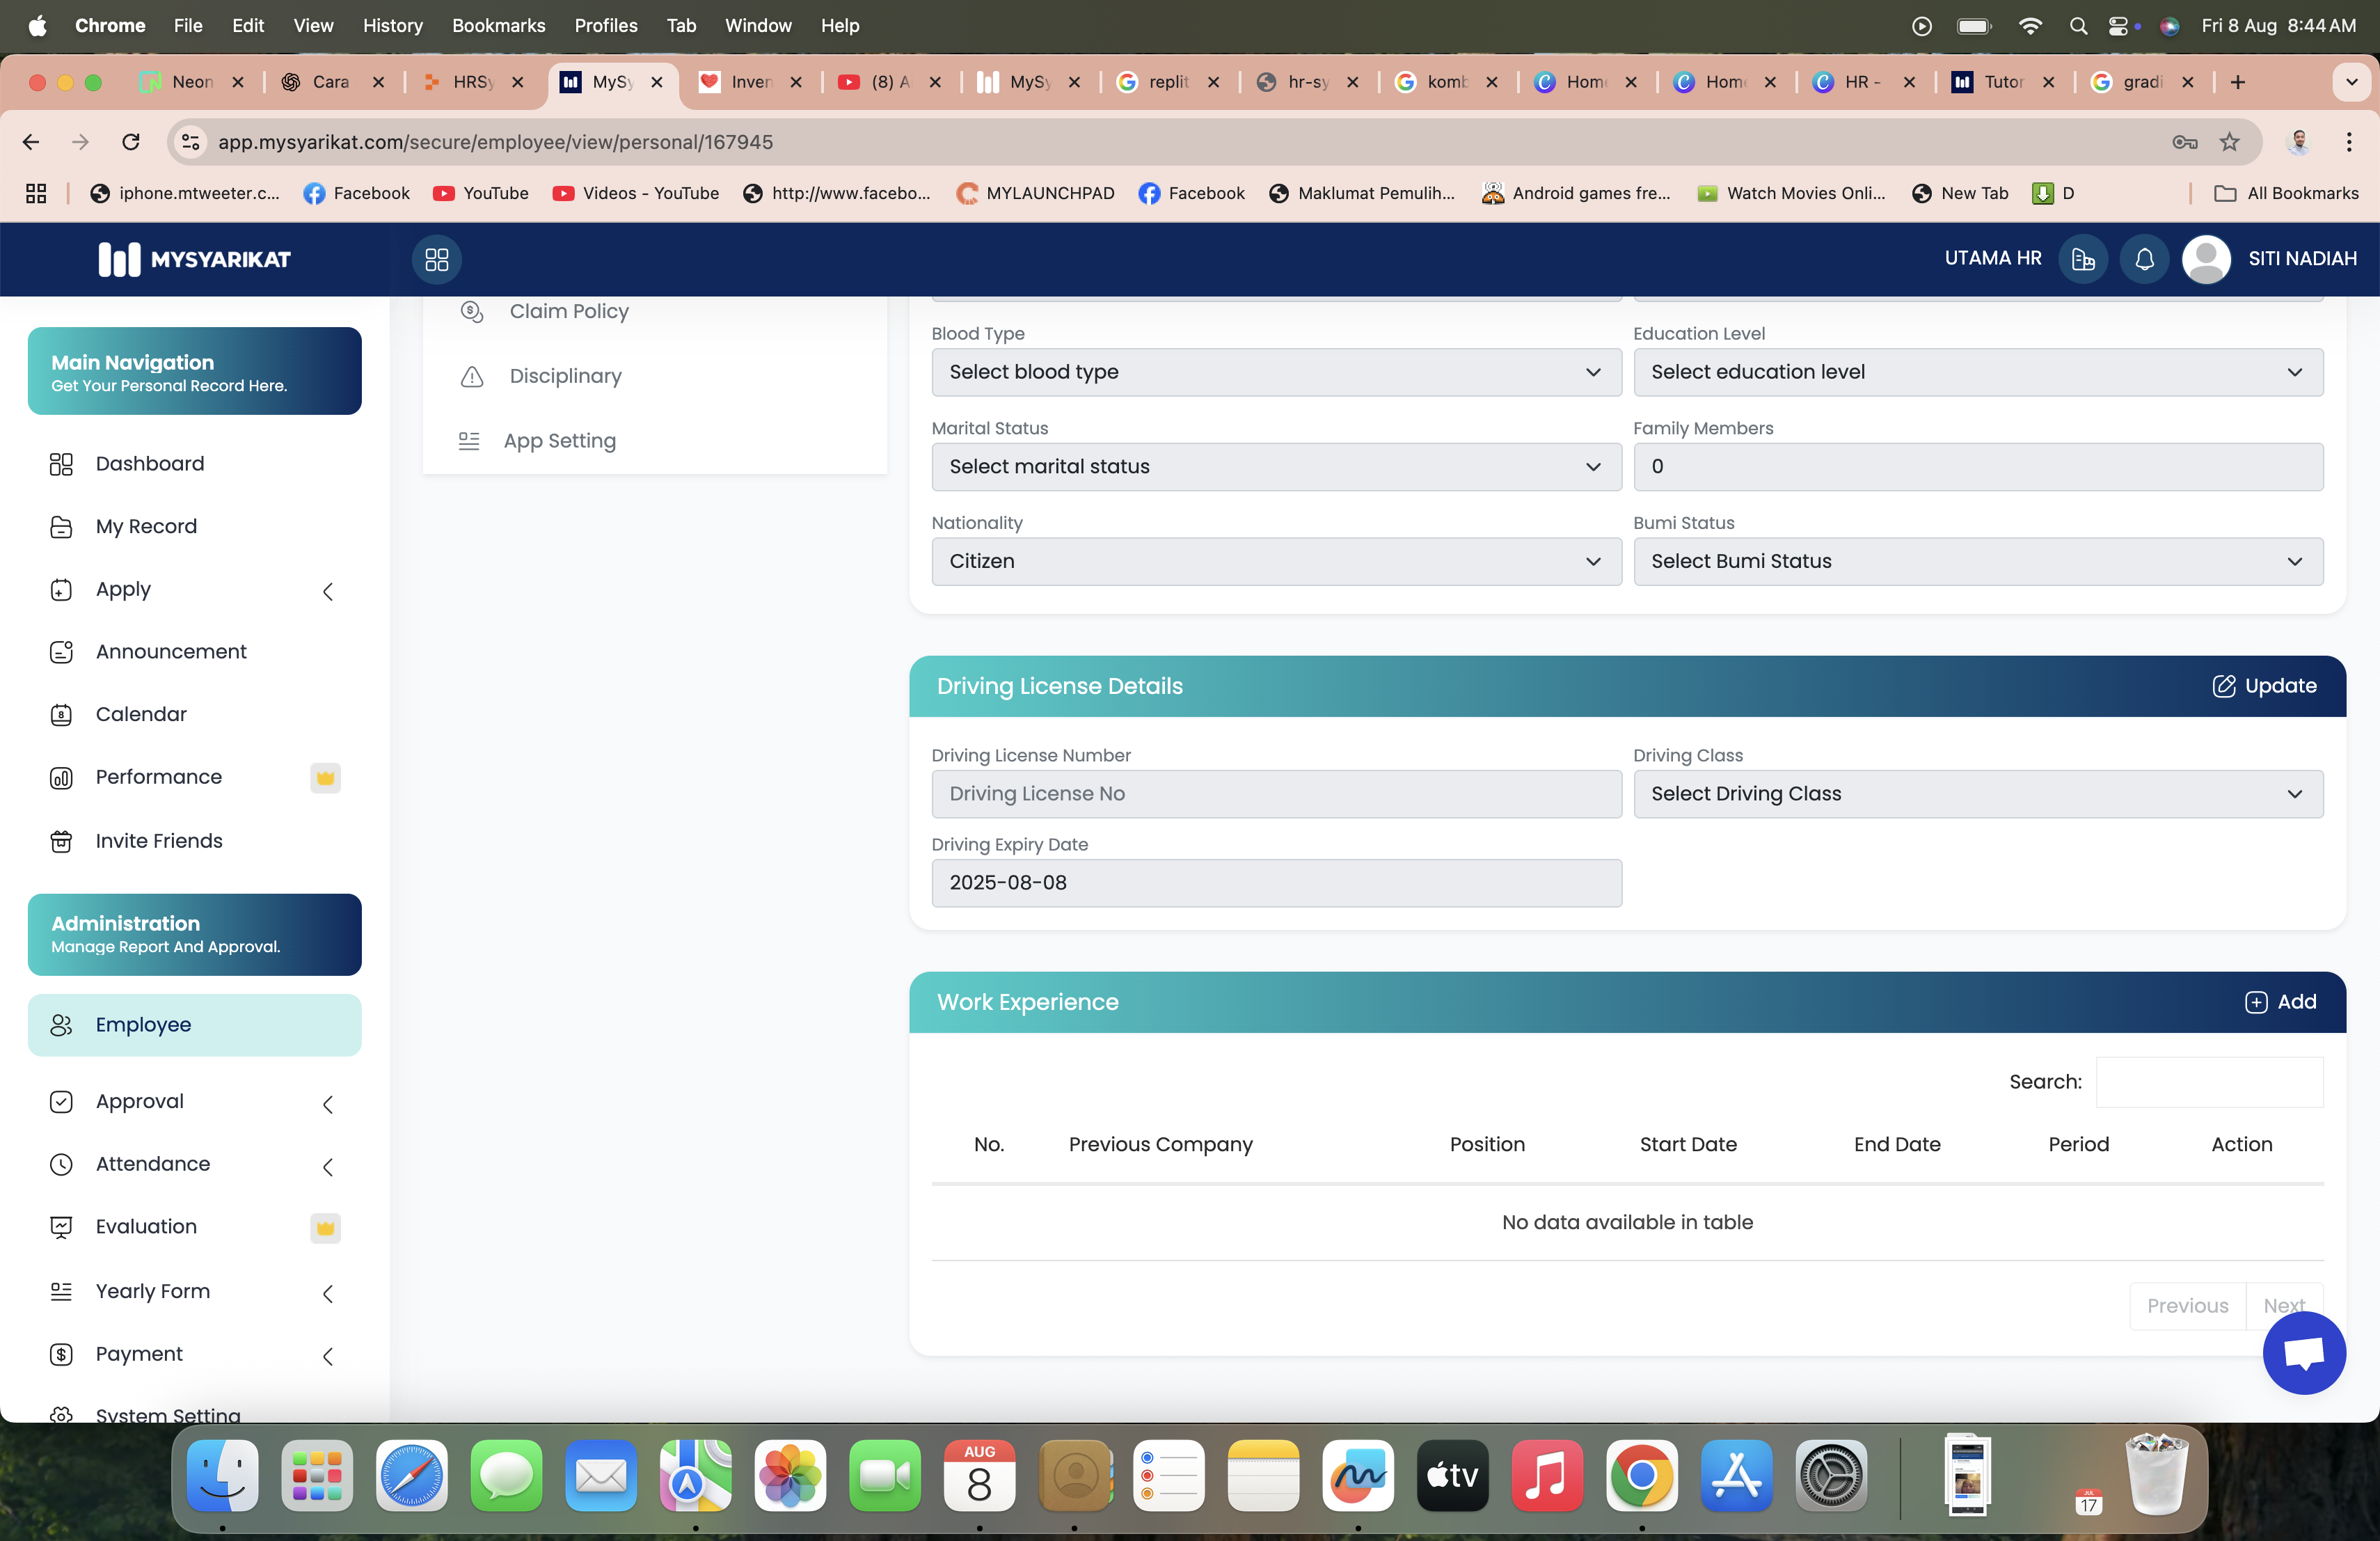 Chrome File Edit View History Bookmarks Profiles Tab Window Help Fri 8 Aug 8:44 AM
Neon Cara HRSy MySy Inven (8) A MySy replit hr-sy komb Home Home HR - Tutor gradi
app.mysyarikat.com/secure/employee/view/personal/167945
iphone.mtweeter.c... Facebook YouTube Videos - YouTube http://www.facebo... MYLAUNCHPAD Facebook Maklumat Pemulih... Android games fre... Watch Movies Onli... New Tab D All Bookmarks
MYSYARIKAT UTAMA HR SITI NADIAH
Main Navigation
Get Your Personal Record Here.
Dashboard
My Record
Apply
Announcement
Calendar
8
Performance
Invite Friends
Administration
Manage Report And Approval.
Employee
Approval
Attendance
Evaluation
Yearly Form
Payment
System Setting
Claim Policy
Disciplinary
App Setting
Blood Type Education Level
Select blood type Select education level
Marital Status Family Members
Select marital status 0
Nationality Bumi Status
Citizen Select Bumi Status
Driving License Details Update
Driving License Number Driving Class
Driving License No Select Driving Class
Driving Expiry Date
2025-08-08
Work Experience Add
Search:
No. Previous Company Position Start Date End Date Period Action
No data available in table
Previous Next
AUG
8
tv
JUL
17